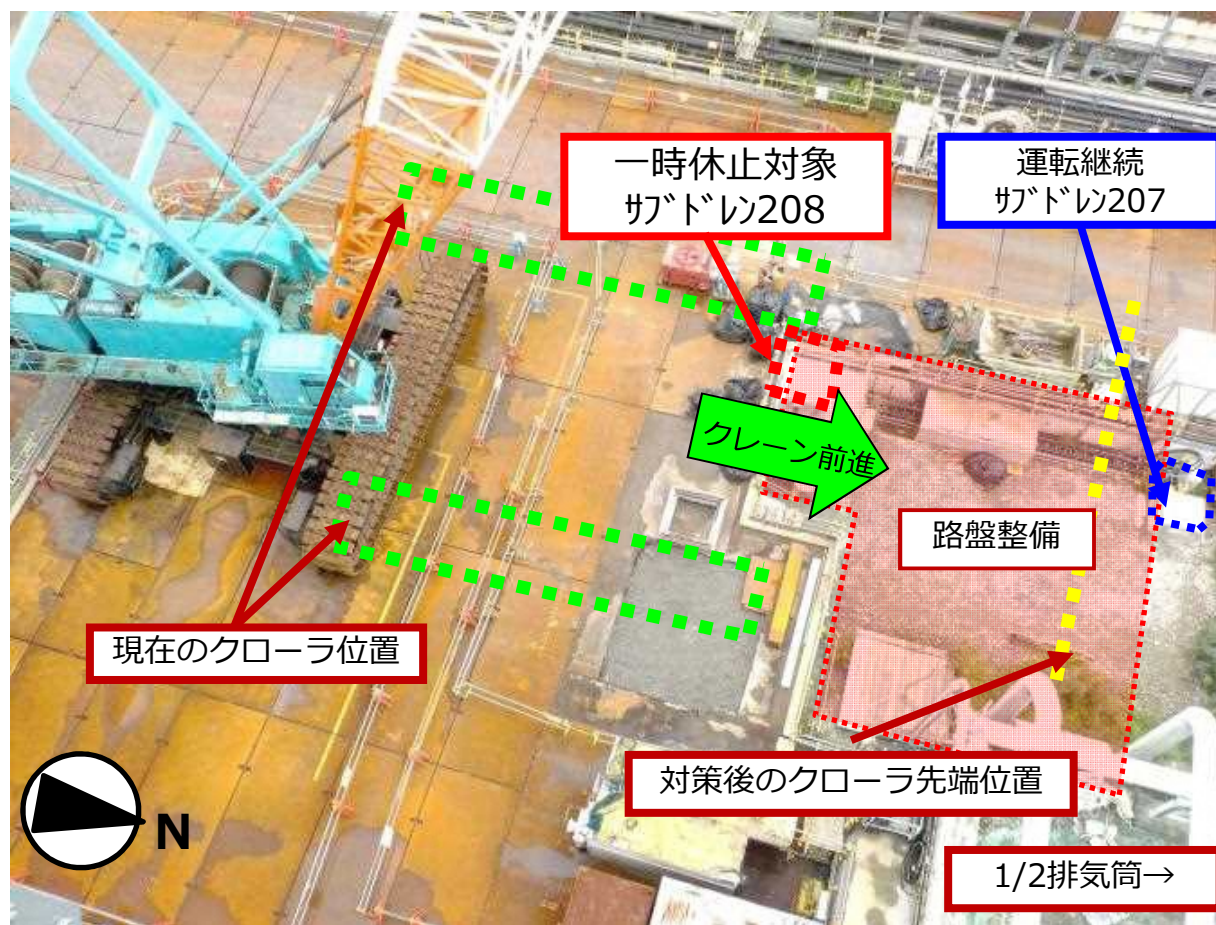 一時休止対象
ｻﾌﾞﾄﾞﾚﾝ208
運転継続
ｻﾌﾞﾄﾞﾚﾝ207
クレーン前進
路盤整備
現在のクローラ位置
対策後のクローラ先端位置
N
1/2排気筒→